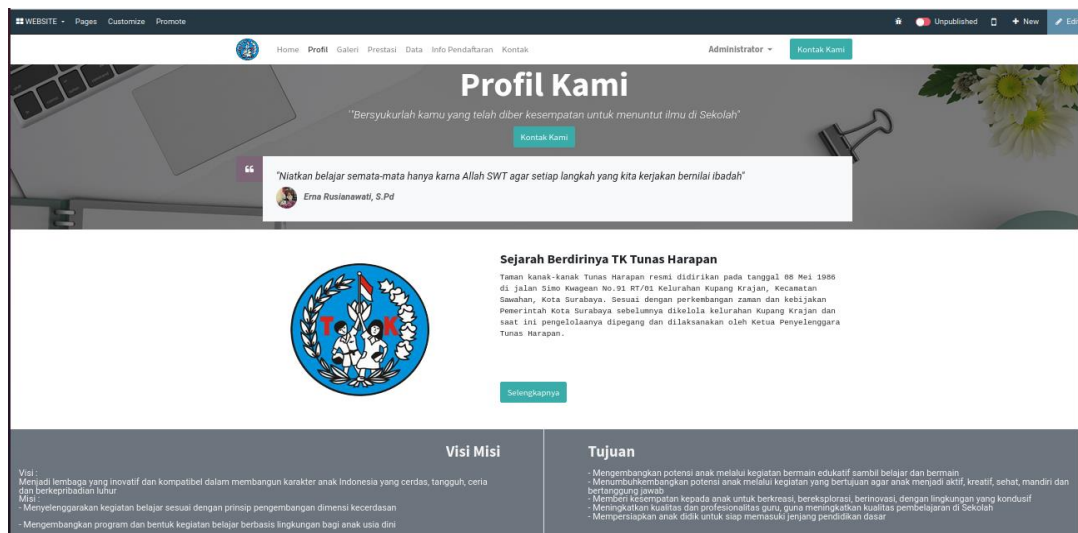 WEBSITE Pages Customize Promote Unpublished + New Edi
Home Profil Galeri Prestasi Data Info Pendaftaran Kontak Administrator Kontak Kami
Profil Kami
'"Bersyukurlah kamu yang telah diber kesempatan untuk menuntut ilmu di Sekolah"
Kontak Kami
"Niatkan belajar semata-mata hanya karna Allah SWT agar setiap langkah yang kita kerjakan bernilai ibadah"
Erna Rusianawati, S.Pd
Sejarah Berdirinya TK Tunas Harapan
Taman kanak-kanak Tunas Harapan resmi didirikan pada tanggal 08 Mei 1986
di jalan Simo Kwagean No.91 RT/01 Kelurahan Kupang Krajan, Kecamatan
Sawahan, Kota Surabaya. Sesuai dengan perkembangan zaman dan kebijakan
Pemerintah Kota Surabaya sebelumnya dikelola kelurahan Kupang Krajan dan
saat ini pengelolaanya dipegang dan dilaksanakan oleh Ketua Penyelenggara
Tunas Harapan.
T K
Selengkapnya
Visi Misi
Visi :
Menjadi lembaga yang inovatif dan kompatibel dalam membangun karakter anak Indonesia yang cerdas, tangguh, ceria
dan berkepribadian luhur
Misi :
- Menyelenggarakan kegiatan belajar sesuai dengan prinsip pengembangan dimensi kecerdasan
- Mengembangkan program dan bentuk kegiatan belajar berbasis lingkungan bagi anak usia dini
Tujuan
- Mengembangkan potensi anak melalui kegiatan bermain edukatif sambil belajar dan bermain
- Menumbuhkembangkan potensi anak melalui kegiatan yang bertujuan agar anak menjadi aktif, kreatif, sehat, mandiri dan
bertanggung jawab
- Memberi kesempatan kepada anak untuk berkreasi, bereksplorasi, berinovasi, dengan lingkungan yang kondusif
- Meningkatkan kualitas dan profesionalitas guru, guna meningkatkan kualitas pembelajaran di Sekolah
- Mempersiapkan anak didik untuk siap memasuki jenjang pendidikan dasar